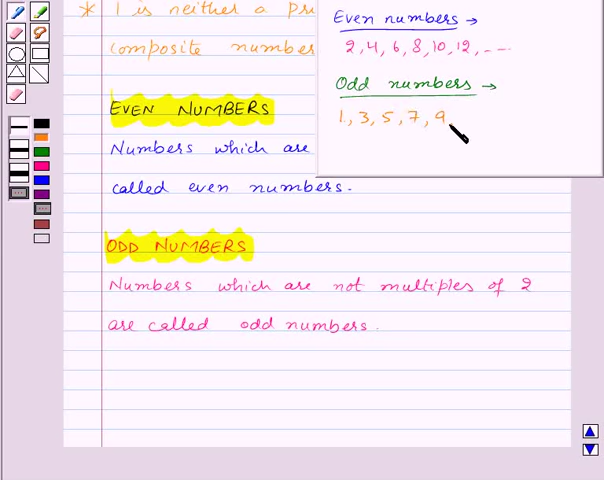 * 1 is neither a
composite number
EVEN NUMBERS
Numbers which are
called even numbers.
ODD NUMBERS
Numbers which are not multiples of 2
are called odd numbers.
Even numbers →
2, 4, 6, 8, 10, 12, - - -
Odd numbers →
1, 3, 5, 7, 9,